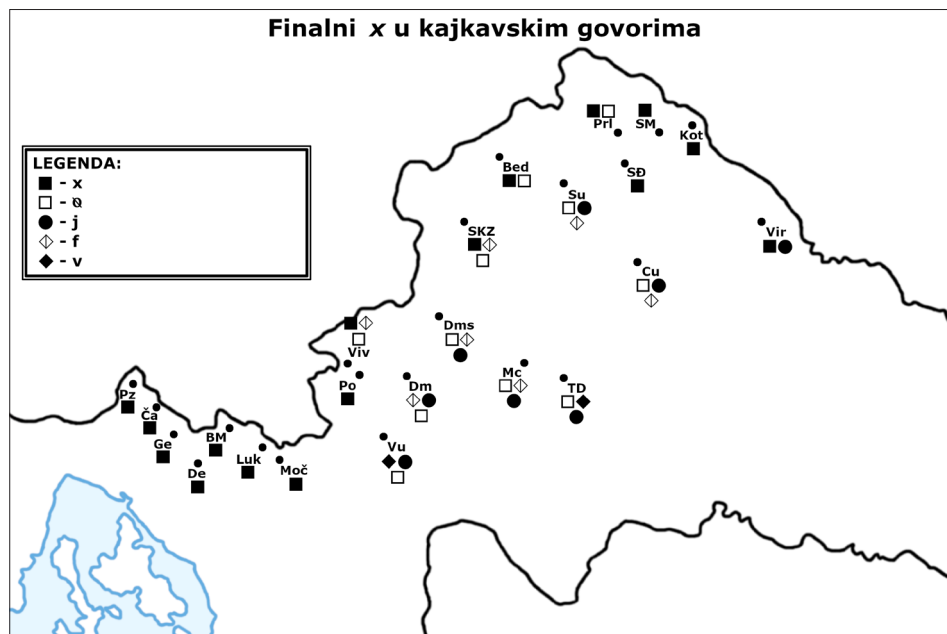 Finalni x u kajkavskim govorima
LEGENDA:
- x
- ⦰
- j
- f
- v
Prl
SM
Kot
Bed
SĐ
Su
SKZ
Vir
Cu
Dms
Viv
Mc
Po
Dm
TD
Pz
Ča
Ge
BM
Vu
Luk
De
Moč